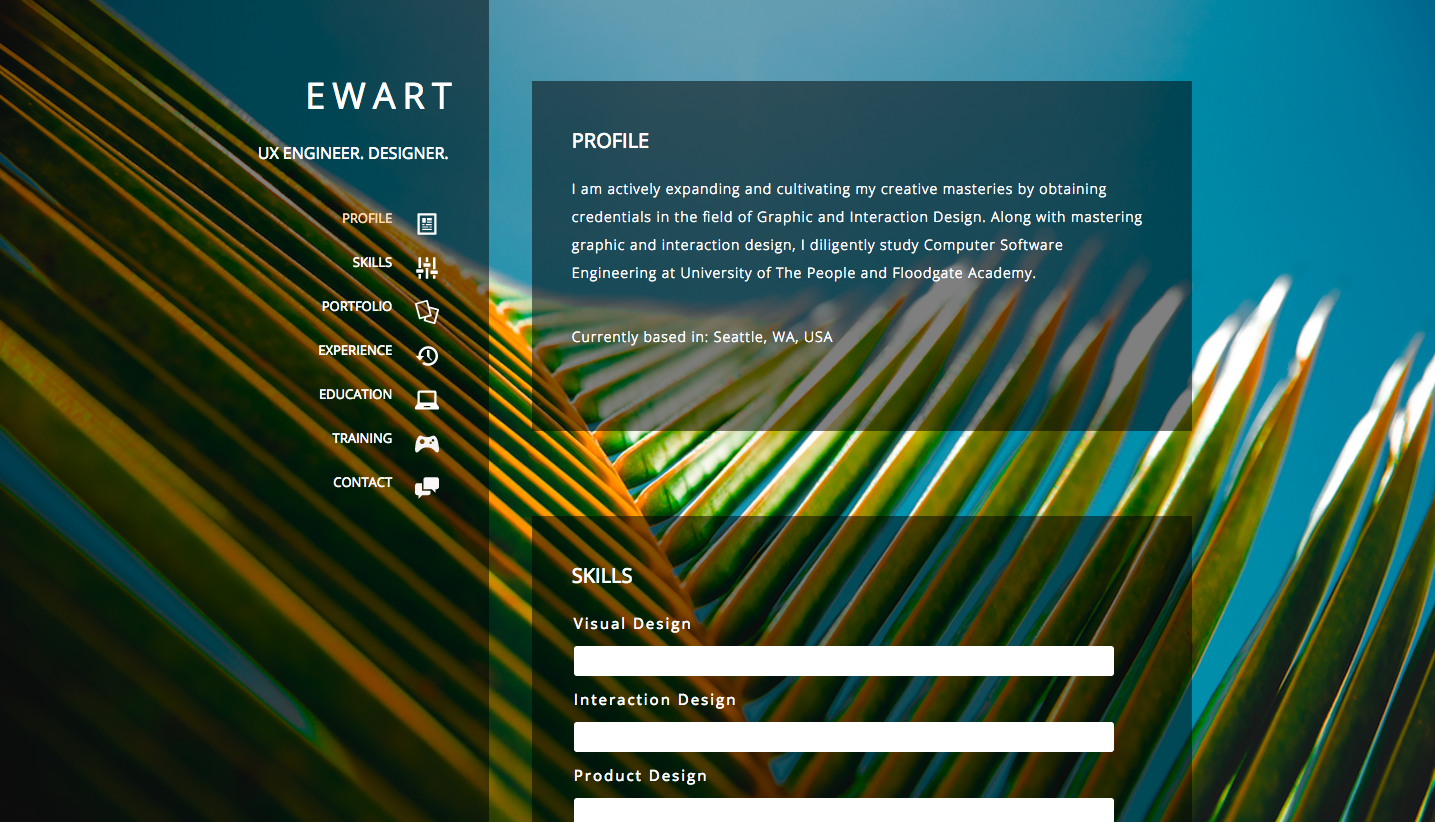 EWART
UX ENGINEER. DESIGNER.
PROFILE
SKILLS
PORTFOLIO
EXPERIENCE
EDUCATION
TRAINING
CONTACT
PROFILE
I am actively expanding and cultivating my creative masteries by obtaining
credentials in the field of Graphic and Interaction Design. Along with mastering
graphic and interaction design, I diligently study Computer Software
Engineering at University of The People and Floodgate Academy.
Currently based in: Seattle, WA, USA
SKILLS
Visual Design
Interaction Design
Product Design